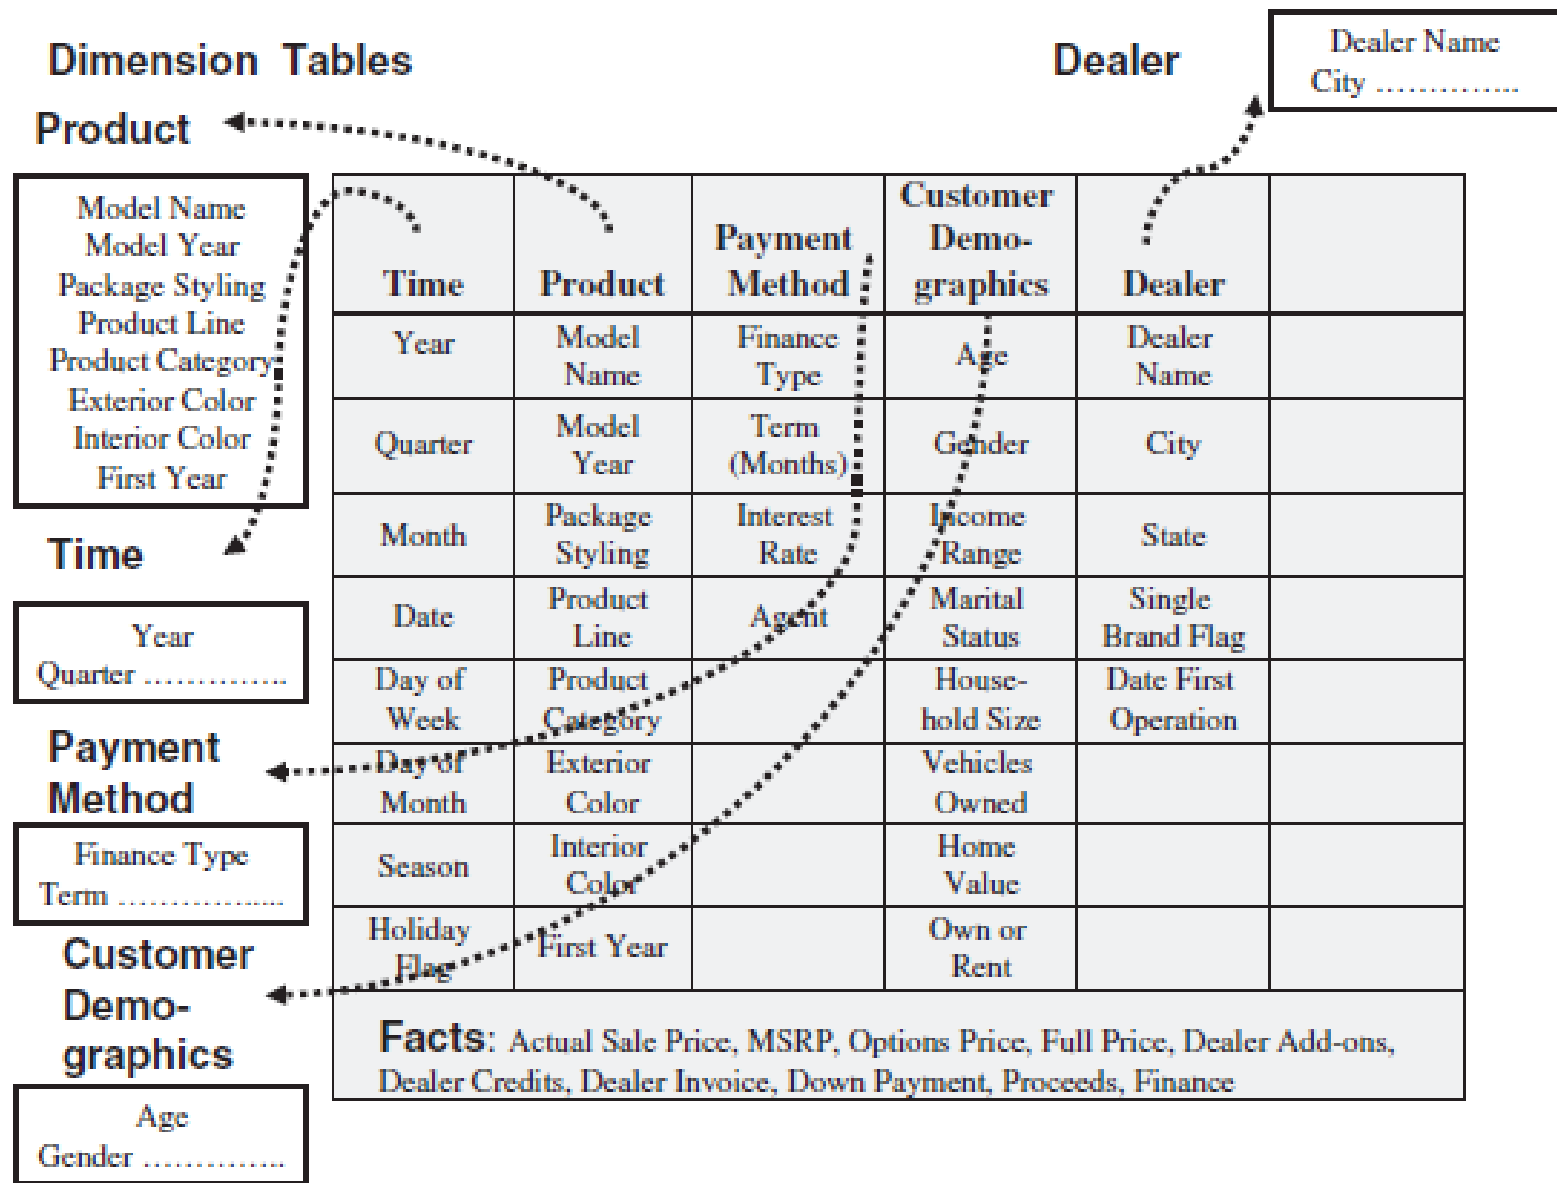 Dimension Tables
Dealer
Dealer Name
City ..............
Product
Model Name
Model Year
Package Styling
Product Line
Product Category
Exterior Color
Interior Color
First Year
Time
Year
Quarter ..............
Payment
Method
Finance Type
Term .................
Customer
Demo-
graphics
Age
Gender ..............
Time
Product
Payment
Method
Customer
Demo-
graphics
Dealer
Year
Model
Name
Finance
Type
Age
Dealer
Name
Quarter
Model
Year
Term
(Months)
Gender
City
Month
Package
Styling
Interest
Rate
Income
Range
State
Date
Product
Line
Agent
Marital
Status
Single
Brand Flag
Day of
Week
Product
Category
House-
hold Size
Date First
Operation
Day of
Month
Exterior
Color
Vehicles
Owned
Season
Interior
Color
Home
Value
Holiday
Flag
First Year
Own or
Rent
Facts: Actual Sale Price, MSRP, Options Price, Full Price, Dealer Add-ons,
Dealer Credits, Dealer Invoice, Down Payment, Proceeds, Finance